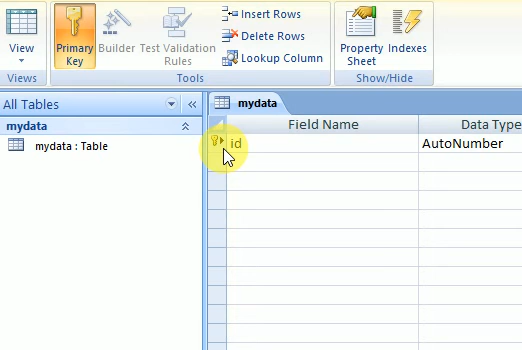 View
Views
Primary Key
Builder
Test Validation Rules
Insert Rows
Delete Rows
Lookup Column
Tools
Property Sheet
Indexes
Show/Hide
All Tables
mydata
mydata : Table
mydata
Field Name
Data Type
id
AutoNumber